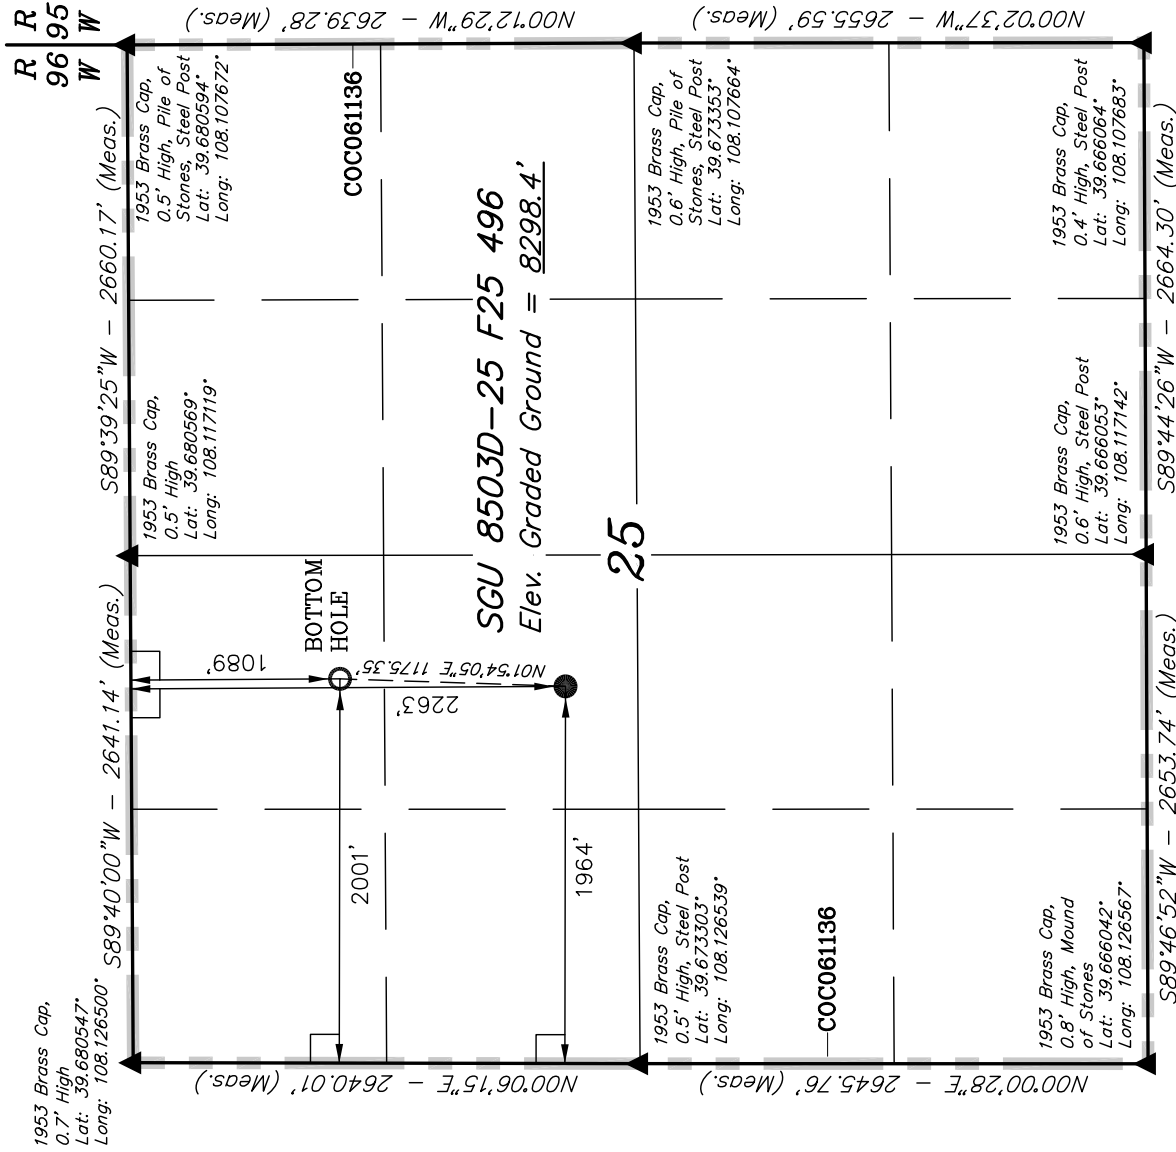 R R
96 95
W W
1953 Brass Cap,
0.7' High
Lat: 39.680547°
Long: 108.126500°
S89°40'00"W - 2641.14' (Meas.)
S89°39'25"W - 2660.17' (Meas.)
1953 Brass Cap,
0.5' High
Lat: 39.680569°
Long: 108.117119°
1953 Brass Cap,
0.5' High, Pile of
Stones, Steel Post
Lat: 39.680594°
Long: 108.107672°
N00°12'29"W - 2639.28' (Meas.)
N00°02'37"W - 2655.59' (Meas.)
1089'
BOTTOM
HOLE
COC061136
N01°54'05"E 1175.35'
2263'
2001'
SGU 8503D-25 F25 496
Elev. Graded Ground = 8298.4'
1964'
25
N00°06'15"E - 2640.01' (Meas.)
1953 Brass Cap,
0.5' High, Steel Post
Lat: 39.673303°
Long: 108.126539°
1953 Brass Cap,
0.6' High, Pile of
Stones, Steel Post
Lat: 39.673353°
Long: 108.107664°
COC061136
N00°00'28"E - 2645.76' (Meas.)
1953 Brass Cap,
0.8' High, Mound
of Stones
Lat: 39.666042°
Long: 108.126567°
1953 Brass Cap,
0.6' High, Steel Post
Lat: 39.666053°
Long: 108.117142°
1953 Brass Cap,
0.4' High, Steel Post
Lat: 39.666064°
Long: 108.107683°
S89°46'52"W - 2653.74' (Meas.)
S89°44'26"W - 2664.30' (Meas.)